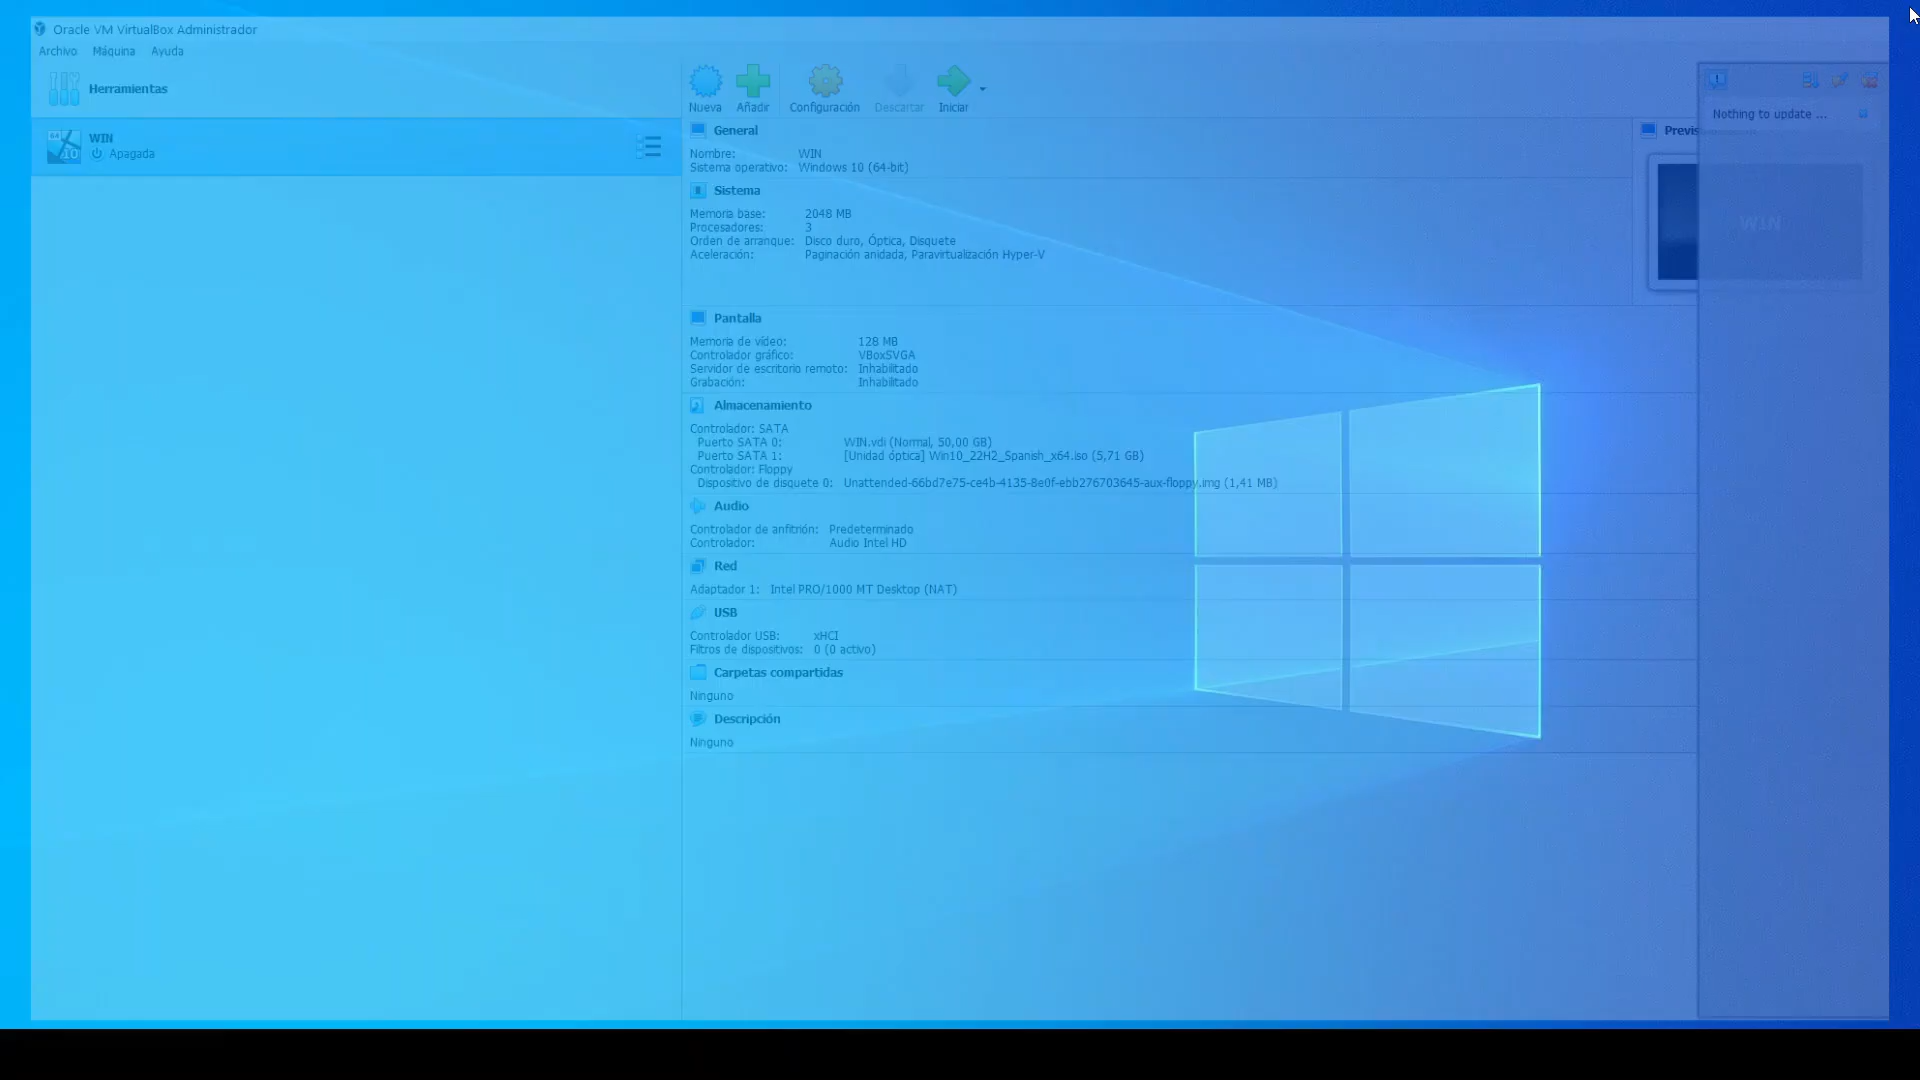 Oracle VM VirtualBox Administrador
Archivo Máquina Ayuda
Herramientas
Nueva Añadir Configuración Descartar Iniciar
WIN
Apagada
64
10
General
Nombre: WIN
Sistema operativo: Windows 10 (64-bit)
Sistema
Memoria base: 2048 MB
Procesadores: 3
Orden de arranque: Disco duro, Óptica, Disquete
Aceleración: Paginación anidada, Paravirtualización Hyper-V
Pantalla
Memoria de vídeo: 128 MB
Controlador gráfico: VBoxSVGA
Servidor de escritorio remoto: Inhabilitado
Grabación: Inhabilitado
Almacenamiento
Controlador: SATA
Puerto SATA 0: WIN.vdi (Normal, 50,00 GB)
Puerto SATA 1: [Unidad óptica] Win10_22H2_Spanish_x64.iso (5,71 GB)
Controlador: Floppy
Dispositivo de disquete 0: Unattended-66bd7e75-ce4b-4135-8e0f-ebb276703645-aux-floppy.img (1,41 MB)
Audio
Controlador de anfitrión: Predeterminado
Controlador: Audio Intel HD
Red
Adaptador 1: Intel PRO/1000 MT Desktop (NAT)
USB
Controlador USB: xHCI
Filtros de dispositivos: 0 (0 activo)
Carpetas compartidas
Ninguno
Descripción
Ninguno
Nothing to update ...
Previs
WIN